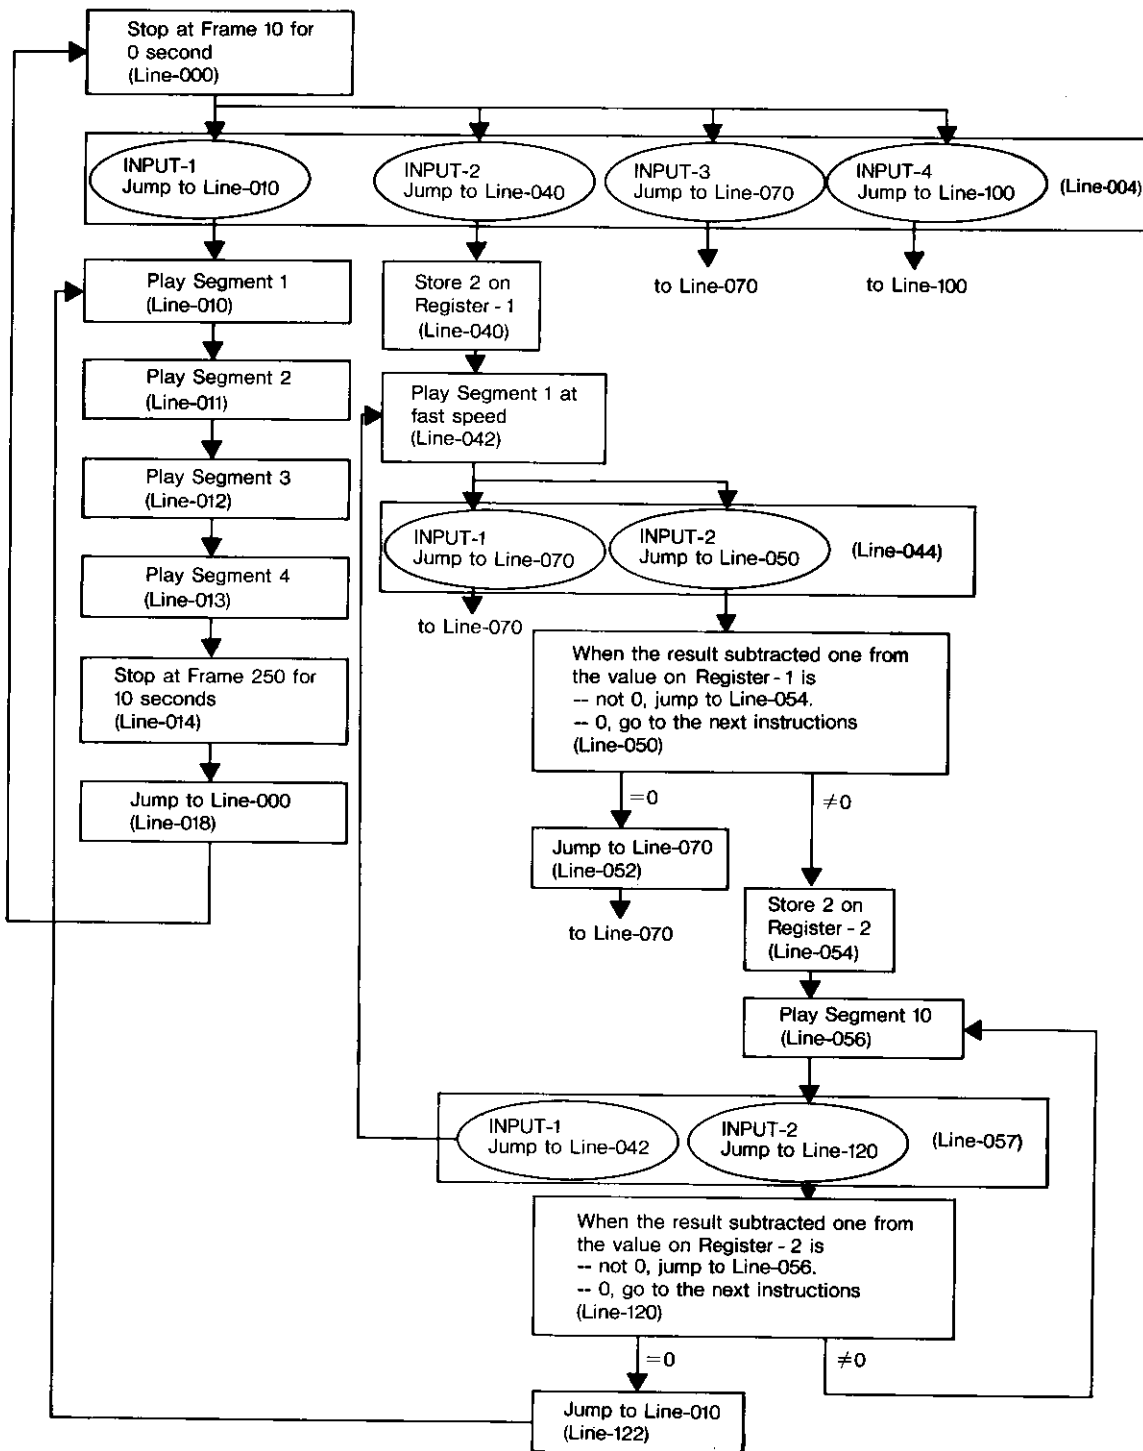 Stop at Frame 10 for
0 second
(Line-000)
INPUT-1
Jump to Line-010
INPUT-2
Jump to Line-040
INPUT-3
Jump to Line-070
INPUT-4
Jump to Line-100
(Line-004)
to Line-070
to Line-100
Play Segment 1
(Line-010)
Play Segment 2
(Line-011)
Play Segment 3
(Line-012)
Play Segment 4
(Line-013)
Stop at Frame 250 for
10 seconds
(Line-014)
Jump to Line-000
(Line-018)
Store 2 on
Register - 1
(Line-040)
Play Segment 1 at
fast speed
(Line-042)
INPUT-1
Jump to Line-070
INPUT-2
Jump to Line-050
(Line-044)
to Line-070
When the result subtracted one from
the value on Register - 1 is
-- not 0, jump to Line-054.
-- 0, go to the next instructions
(Line-050)
=0
≠0
Jump to Line-070
(Line-052)
to Line-070
Store 2 on
Register - 2
(Line-054)
Play Segment 10
(Line-056)
INPUT-1
Jump to Line-042
INPUT-2
Jump to Line-120
(Line-057)
When the result subtracted one from
the value on Register - 2 is
-- not 0, jump to Line-056.
-- 0, go to the next instructions
(Line-120)
=0
≠0
Jump to Line-010
(Line-122)